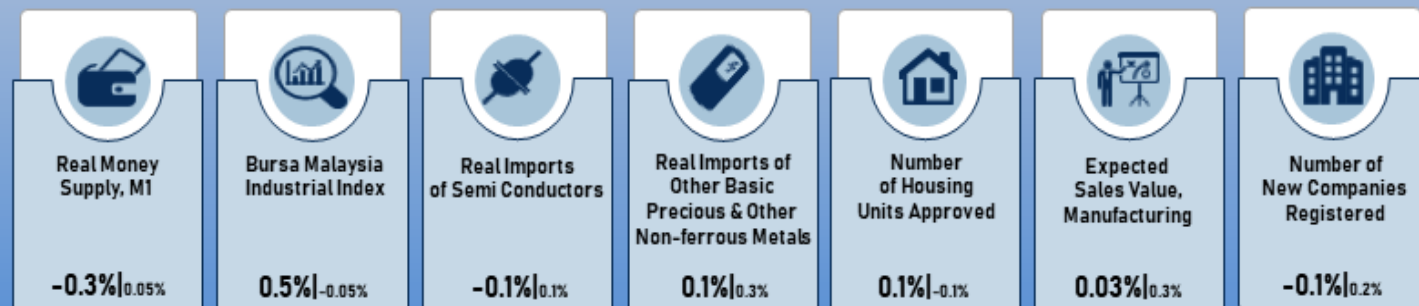 Real Money
Supply, M1
-0.3%|0.05%
Bursa Malaysia
Industrial Index
0.5%|-0.05%
Real Imports
of Semi Conductors
-0.1%|0.1%
Real Imports of
Other Basic
Precious & Other
Non-ferrous Metals
0.1%|0.3%
Number
of Housing
Units Approved
0.1%|-0.1%
Expected
Sales Value,
Manufacturing
0.03%|0.3%
Number of
New Companies
Registered
-0.1%|0.2%